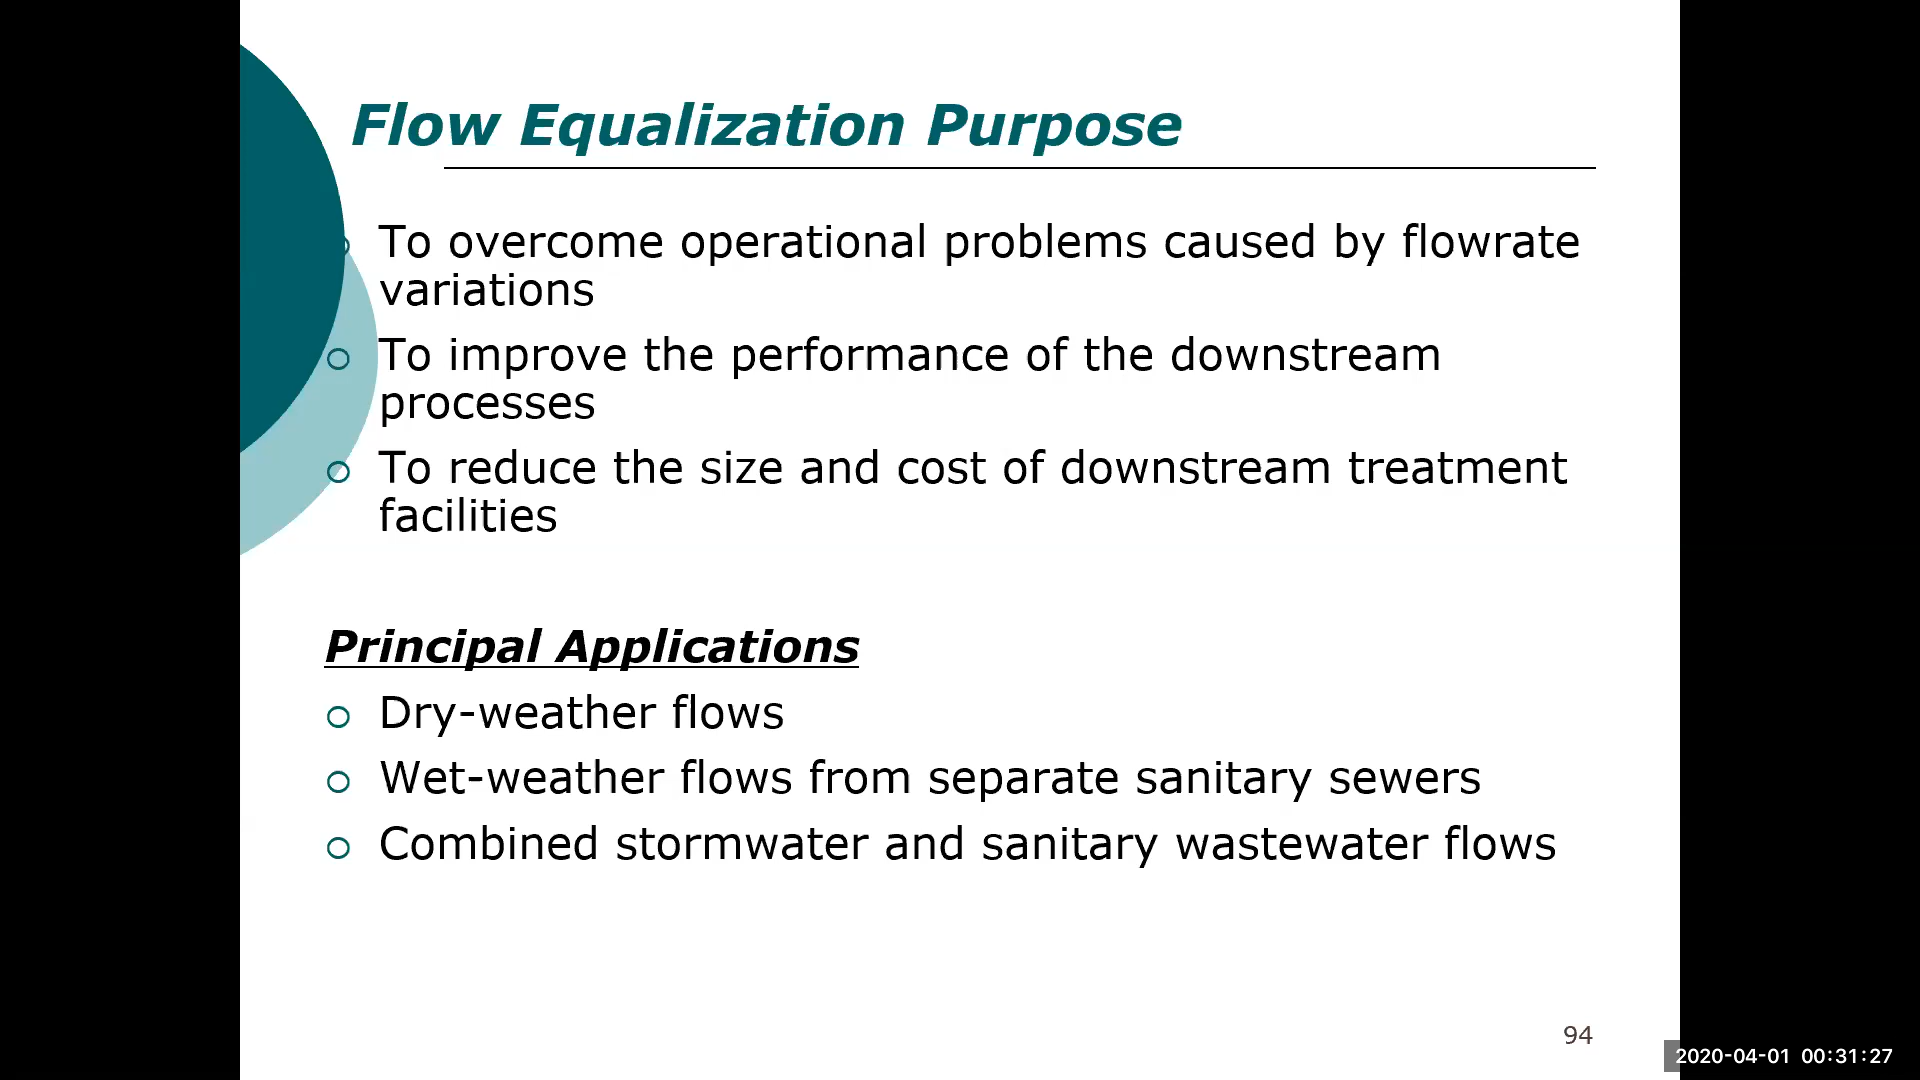 Flow Equalization Purpose
To overcome operational problems caused by flowrate
variations
To improve the performance of the downstream
processes
To reduce the size and cost of downstream treatment
facilities
Principal Applications
Dry-weather flows
Wet-weather flows from separate sanitary sewers
Combined stormwater and sanitary wastewater flows
94
2020-04-01 00:31:27